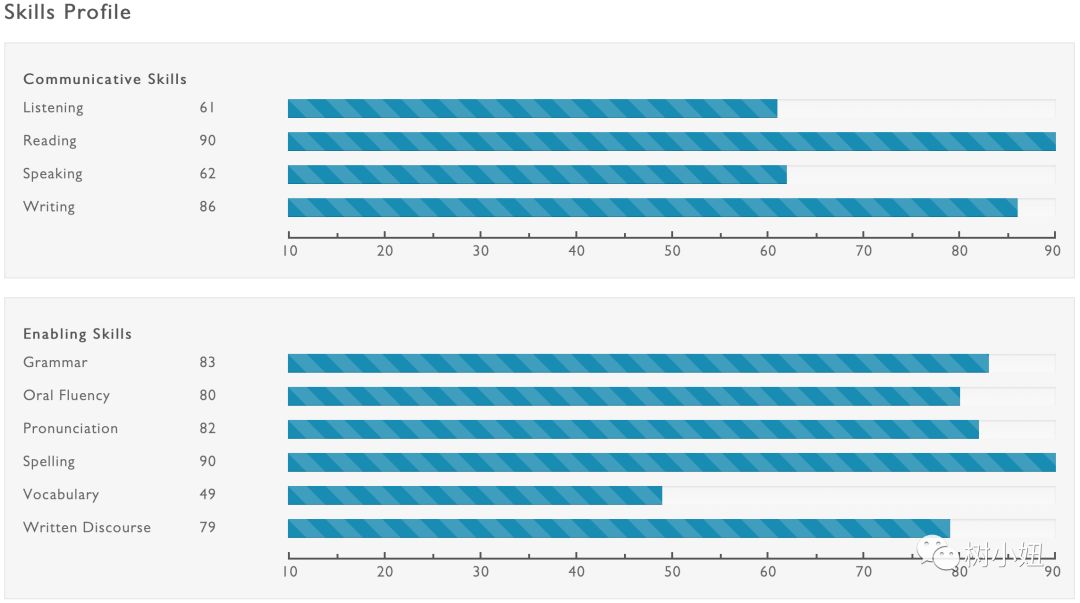 Skills Profile
Communicative Skills
Listening 61
Reading 90
Speaking 62
Writing 86
10 20 30 40 50 60 70 80 90
Enabling Skills
Grammar 83
Oral Fluency 80
Pronunciation 82
Spelling 90
Vocabulary 49
Written Discourse 79
树小妞
10 20 30 40 50 60 70 80 90